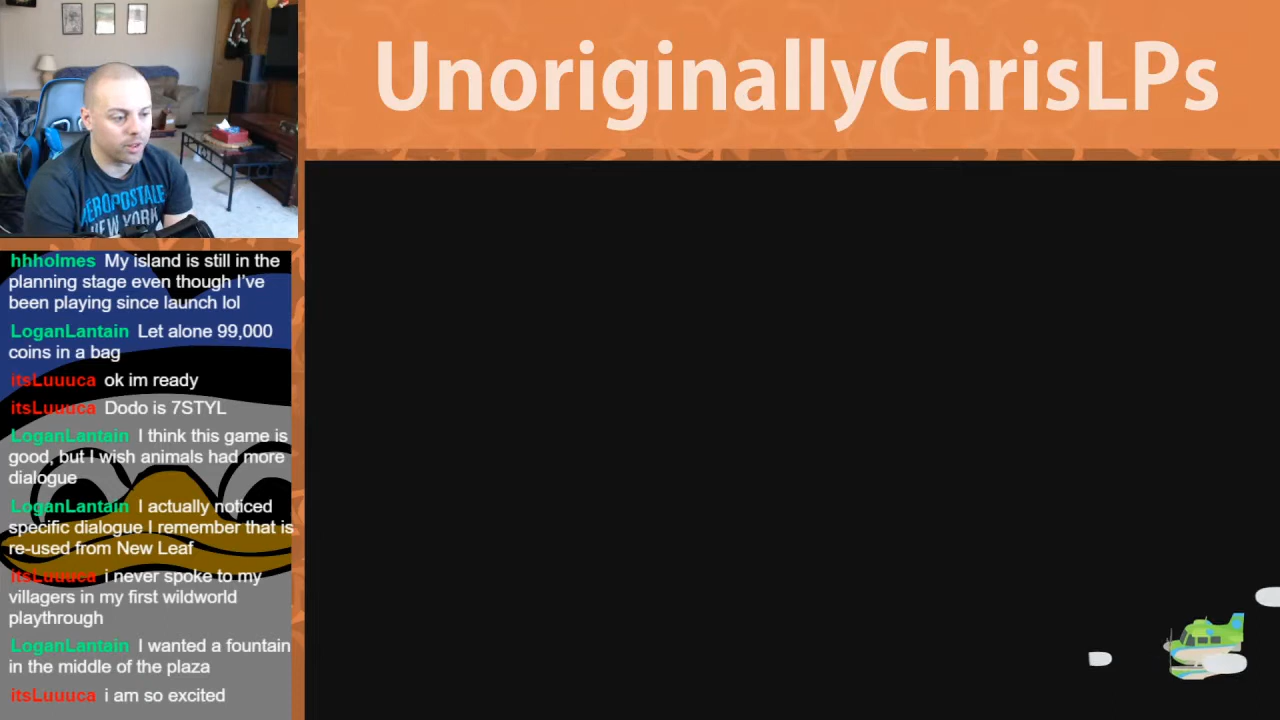 UnoriginallyChrisLPs
AÉROPOSTALE
NEW YORK
hhholmes My island is still in the
planning stage even though I've
been playing since launch lol
LoganLantain Let alone 99,000
coins in a bag
itsLuuuca ok im ready
itsLuuuca Dodo is 7STYL
LoganLantain I think this game is
good, but I wish animals had more
dialogue
LoganLantain I actually noticed
specific dialogue I remember that is
re-used from New Leaf
itsLuuuca i never spoke to my
villagers in my first wildworld
playthrough
LoganLantain I wanted a fountain
in the middle of the plaza
itsLuuuca i am so excited